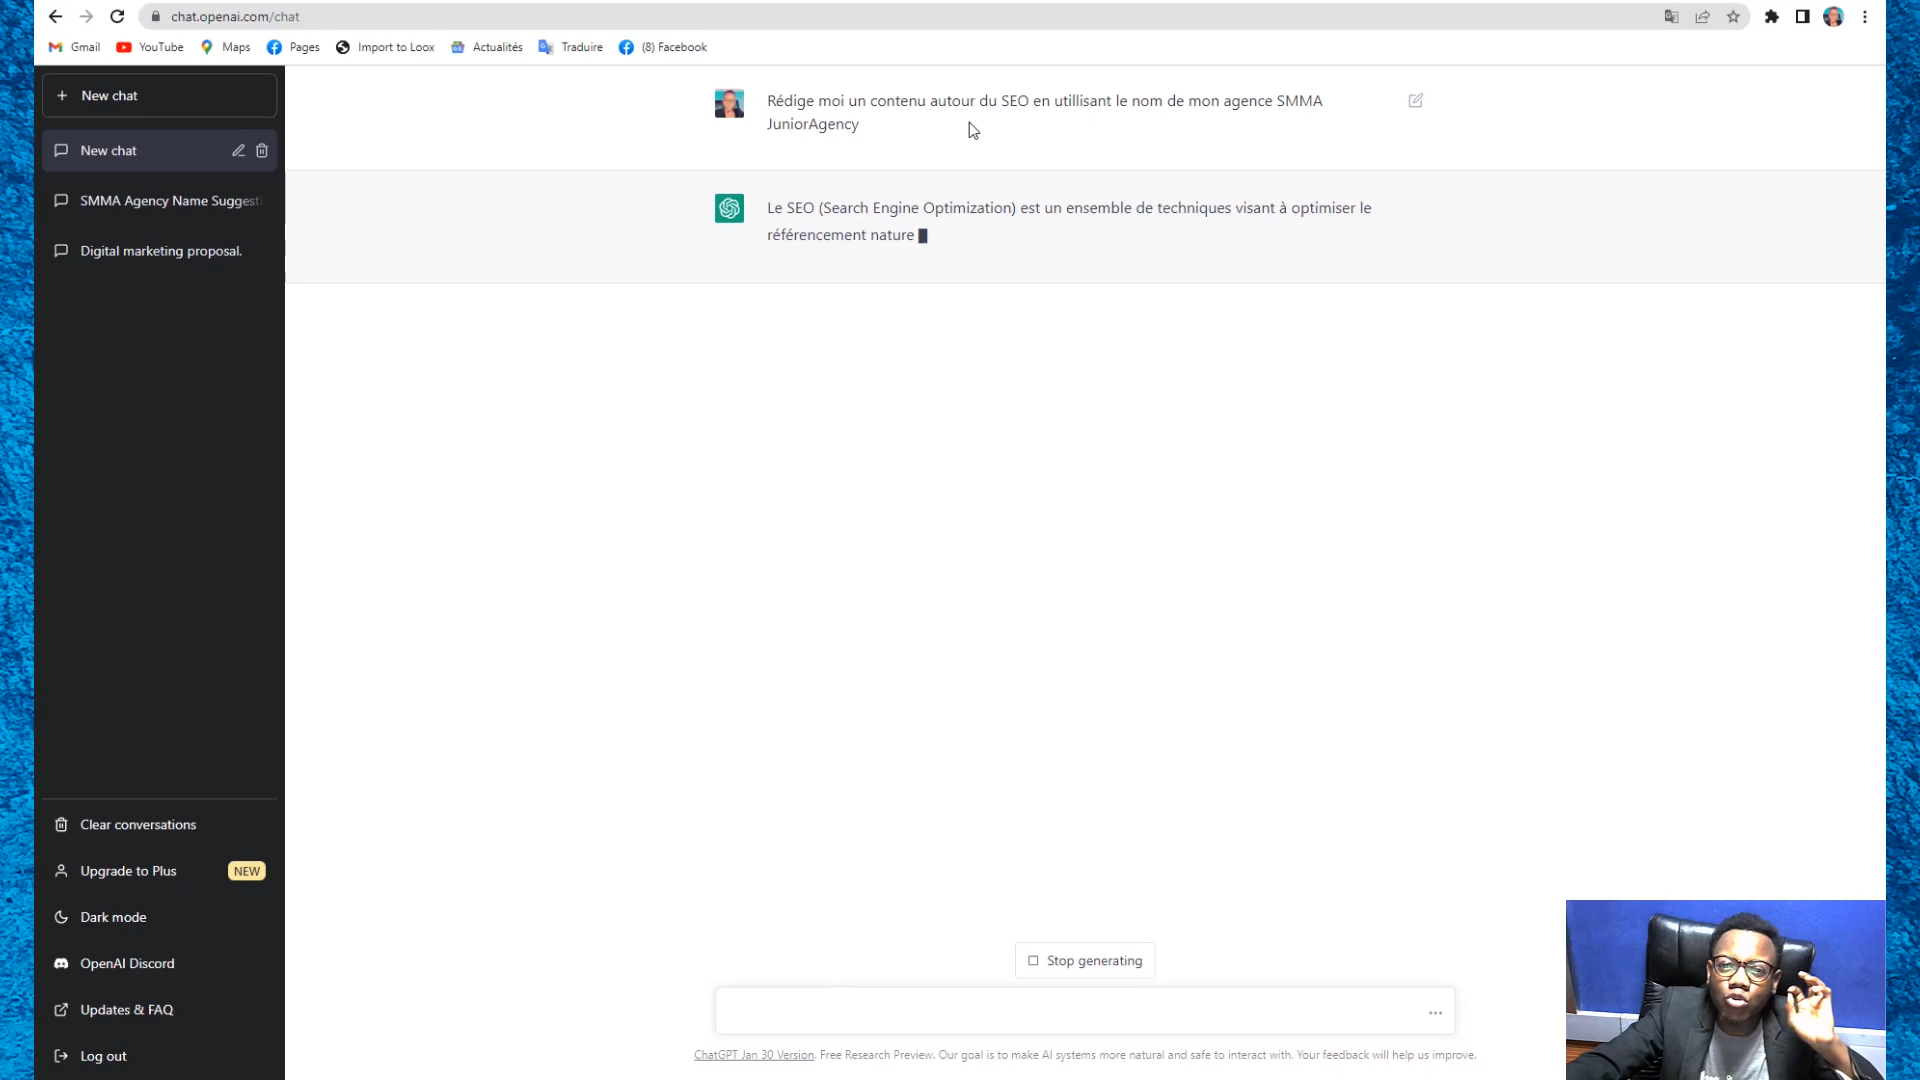 chat.openai.com/chat
Gmail YouTube Maps Pages Import to Loox Actualités Traduire (8) Facebook
New chat
New chat
SMMA Agency Name Suggest
Digital marketing proposal.
Rédige moi un contenu autour du SEO en utillisant le nom de mon agence SMMA
JuniorAgency
Le SEO (Search Engine Optimization) est un ensemble de techniques visant à optimiser le
référencement nature
Clear conversations
Upgrade to Plus NEW
Dark mode
OpenAI Discord
Updates & FAQ
Log out
Stop generating
ChatGPT Jan 30 Version. Free Research Preview. Our goal is to make AI systems more natural and safe to interact with. Your feedback will help us improve.